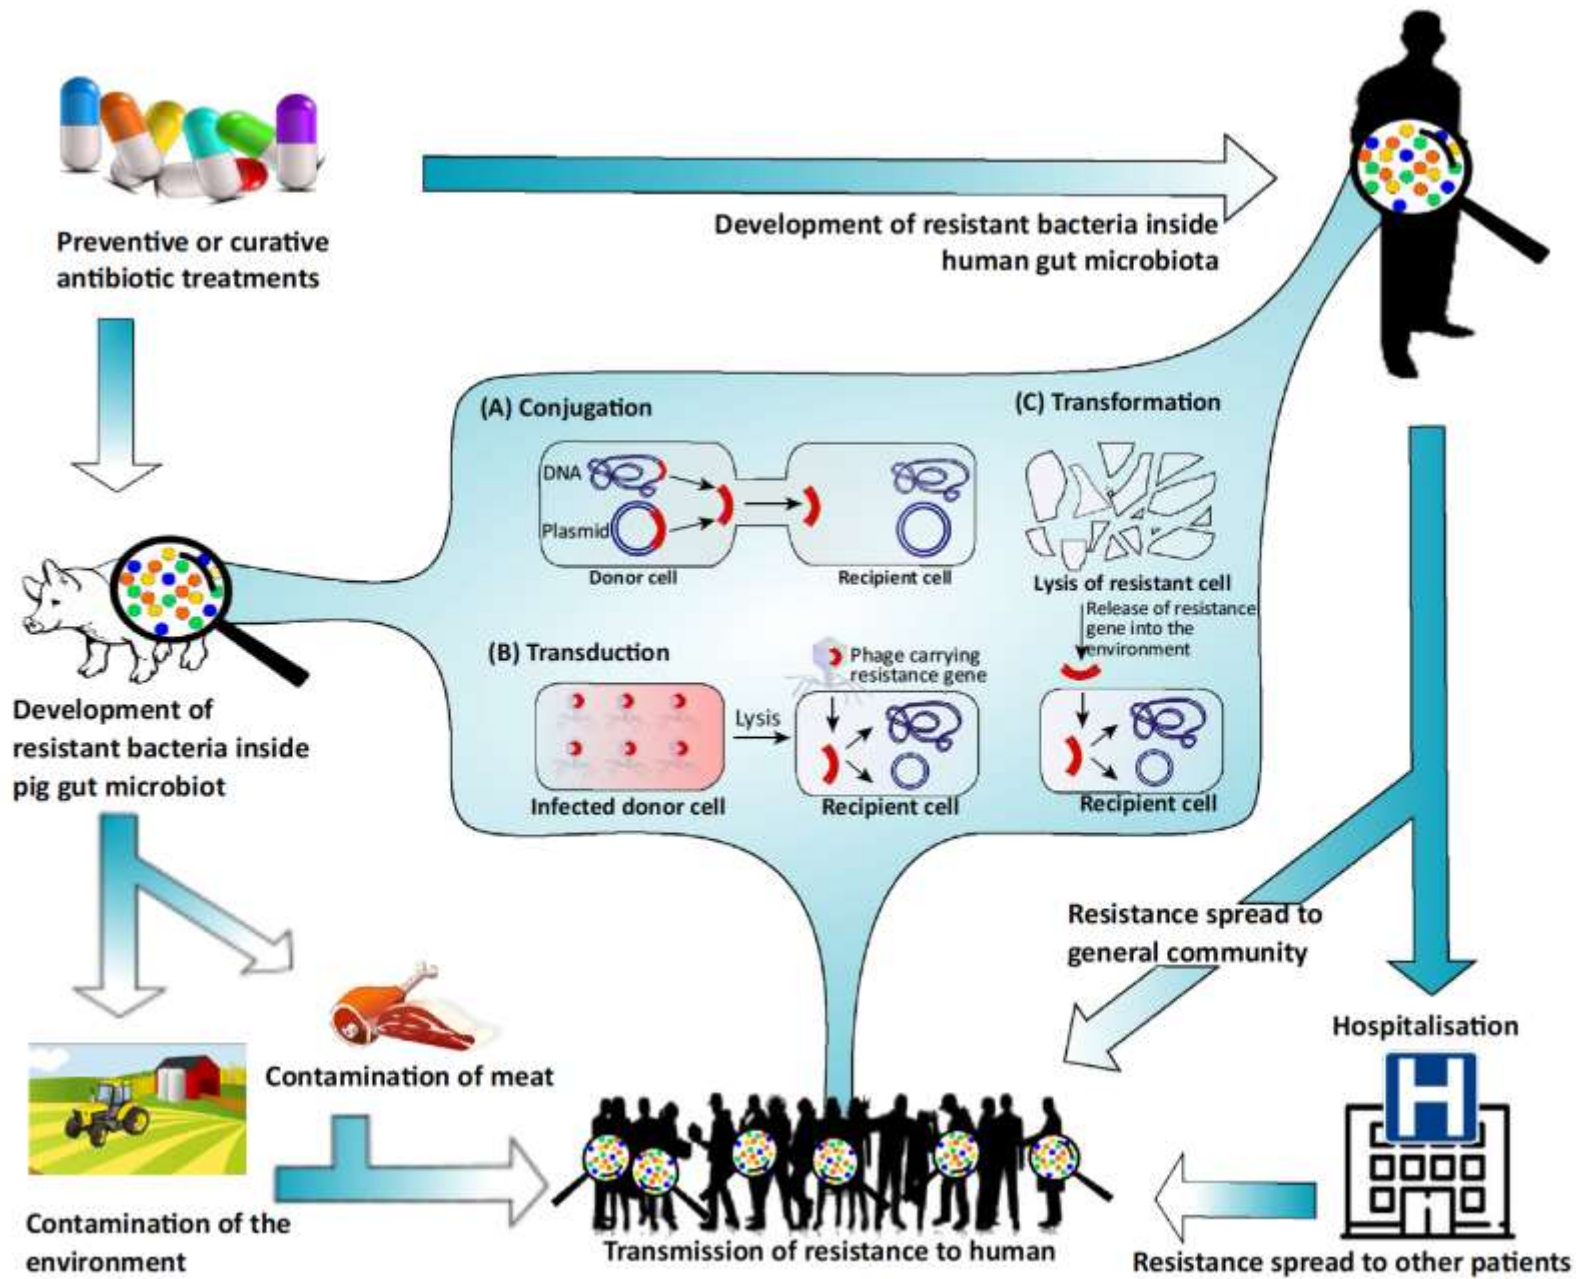 Preventive or curative
antibiotic treatments
Development of resistant bacteria inside
human gut microbiota
(A) Conjugation
DNA
Plasmid
Donor cell
Recipient cell
(C) Transformation
Lysis of resistant cell
Release of resistance
gene into the
environment
Recipient cell
(B) Transduction
Phage carrying
resistance gene
Lysis
Infected donor cell
Recipient cell
Development of
resistant bacteria inside
pig gut microbiot
Resistance spread to
general community
Hospitalisation
H
Contamination of meat
Contamination of the
environment
Transmission of resistance to human
Resistance spread to other patients